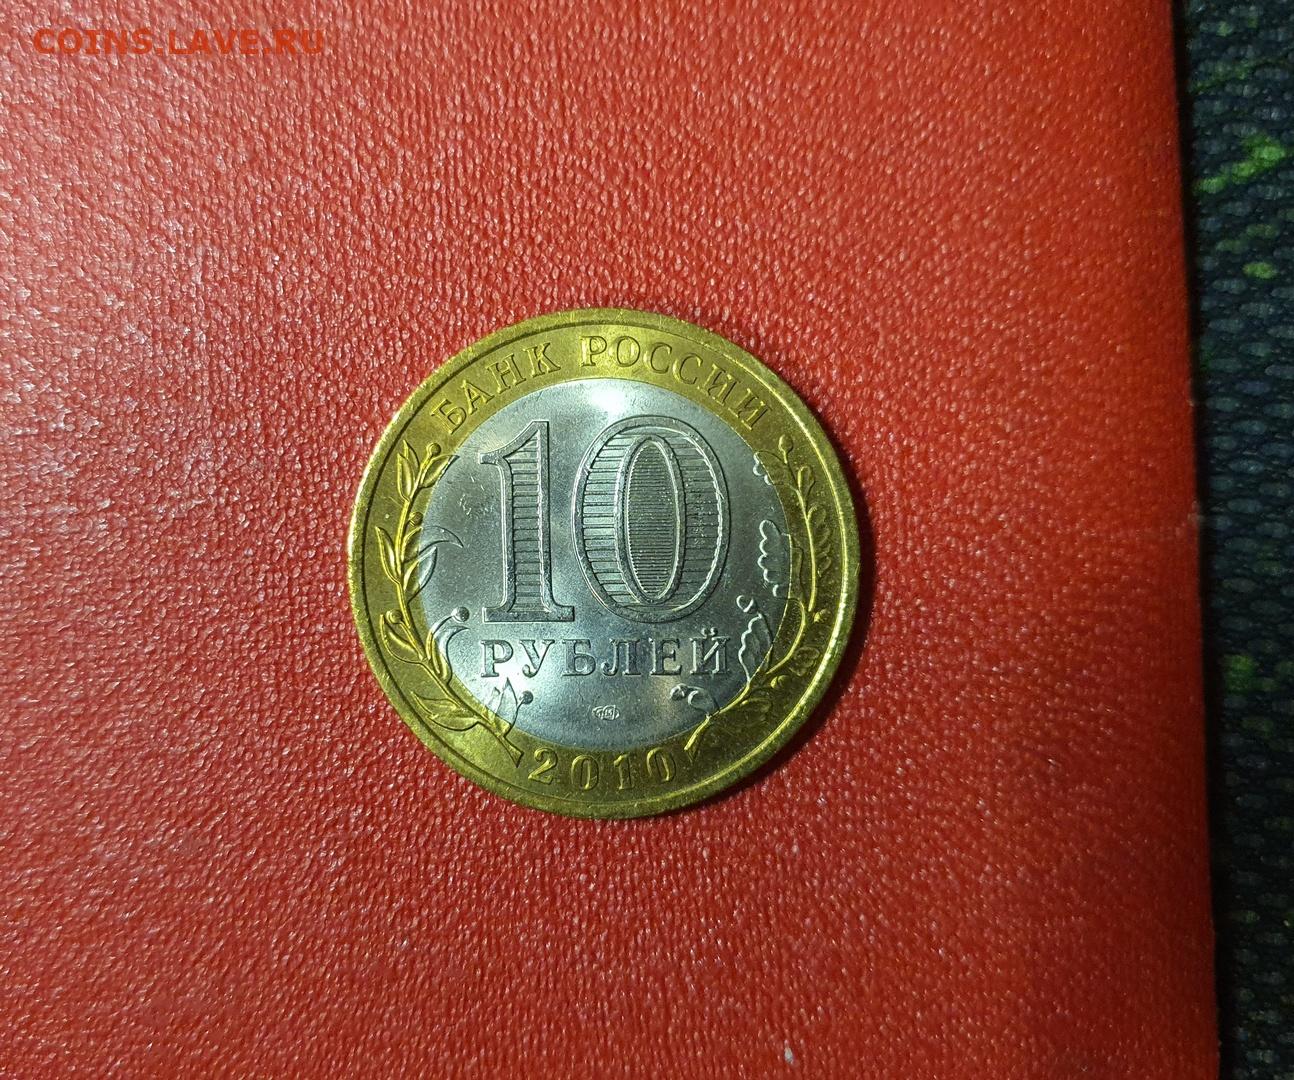 COINS.LAVE.RU
БАНК РОССИИ
10
РУБЛЕЙ
2010